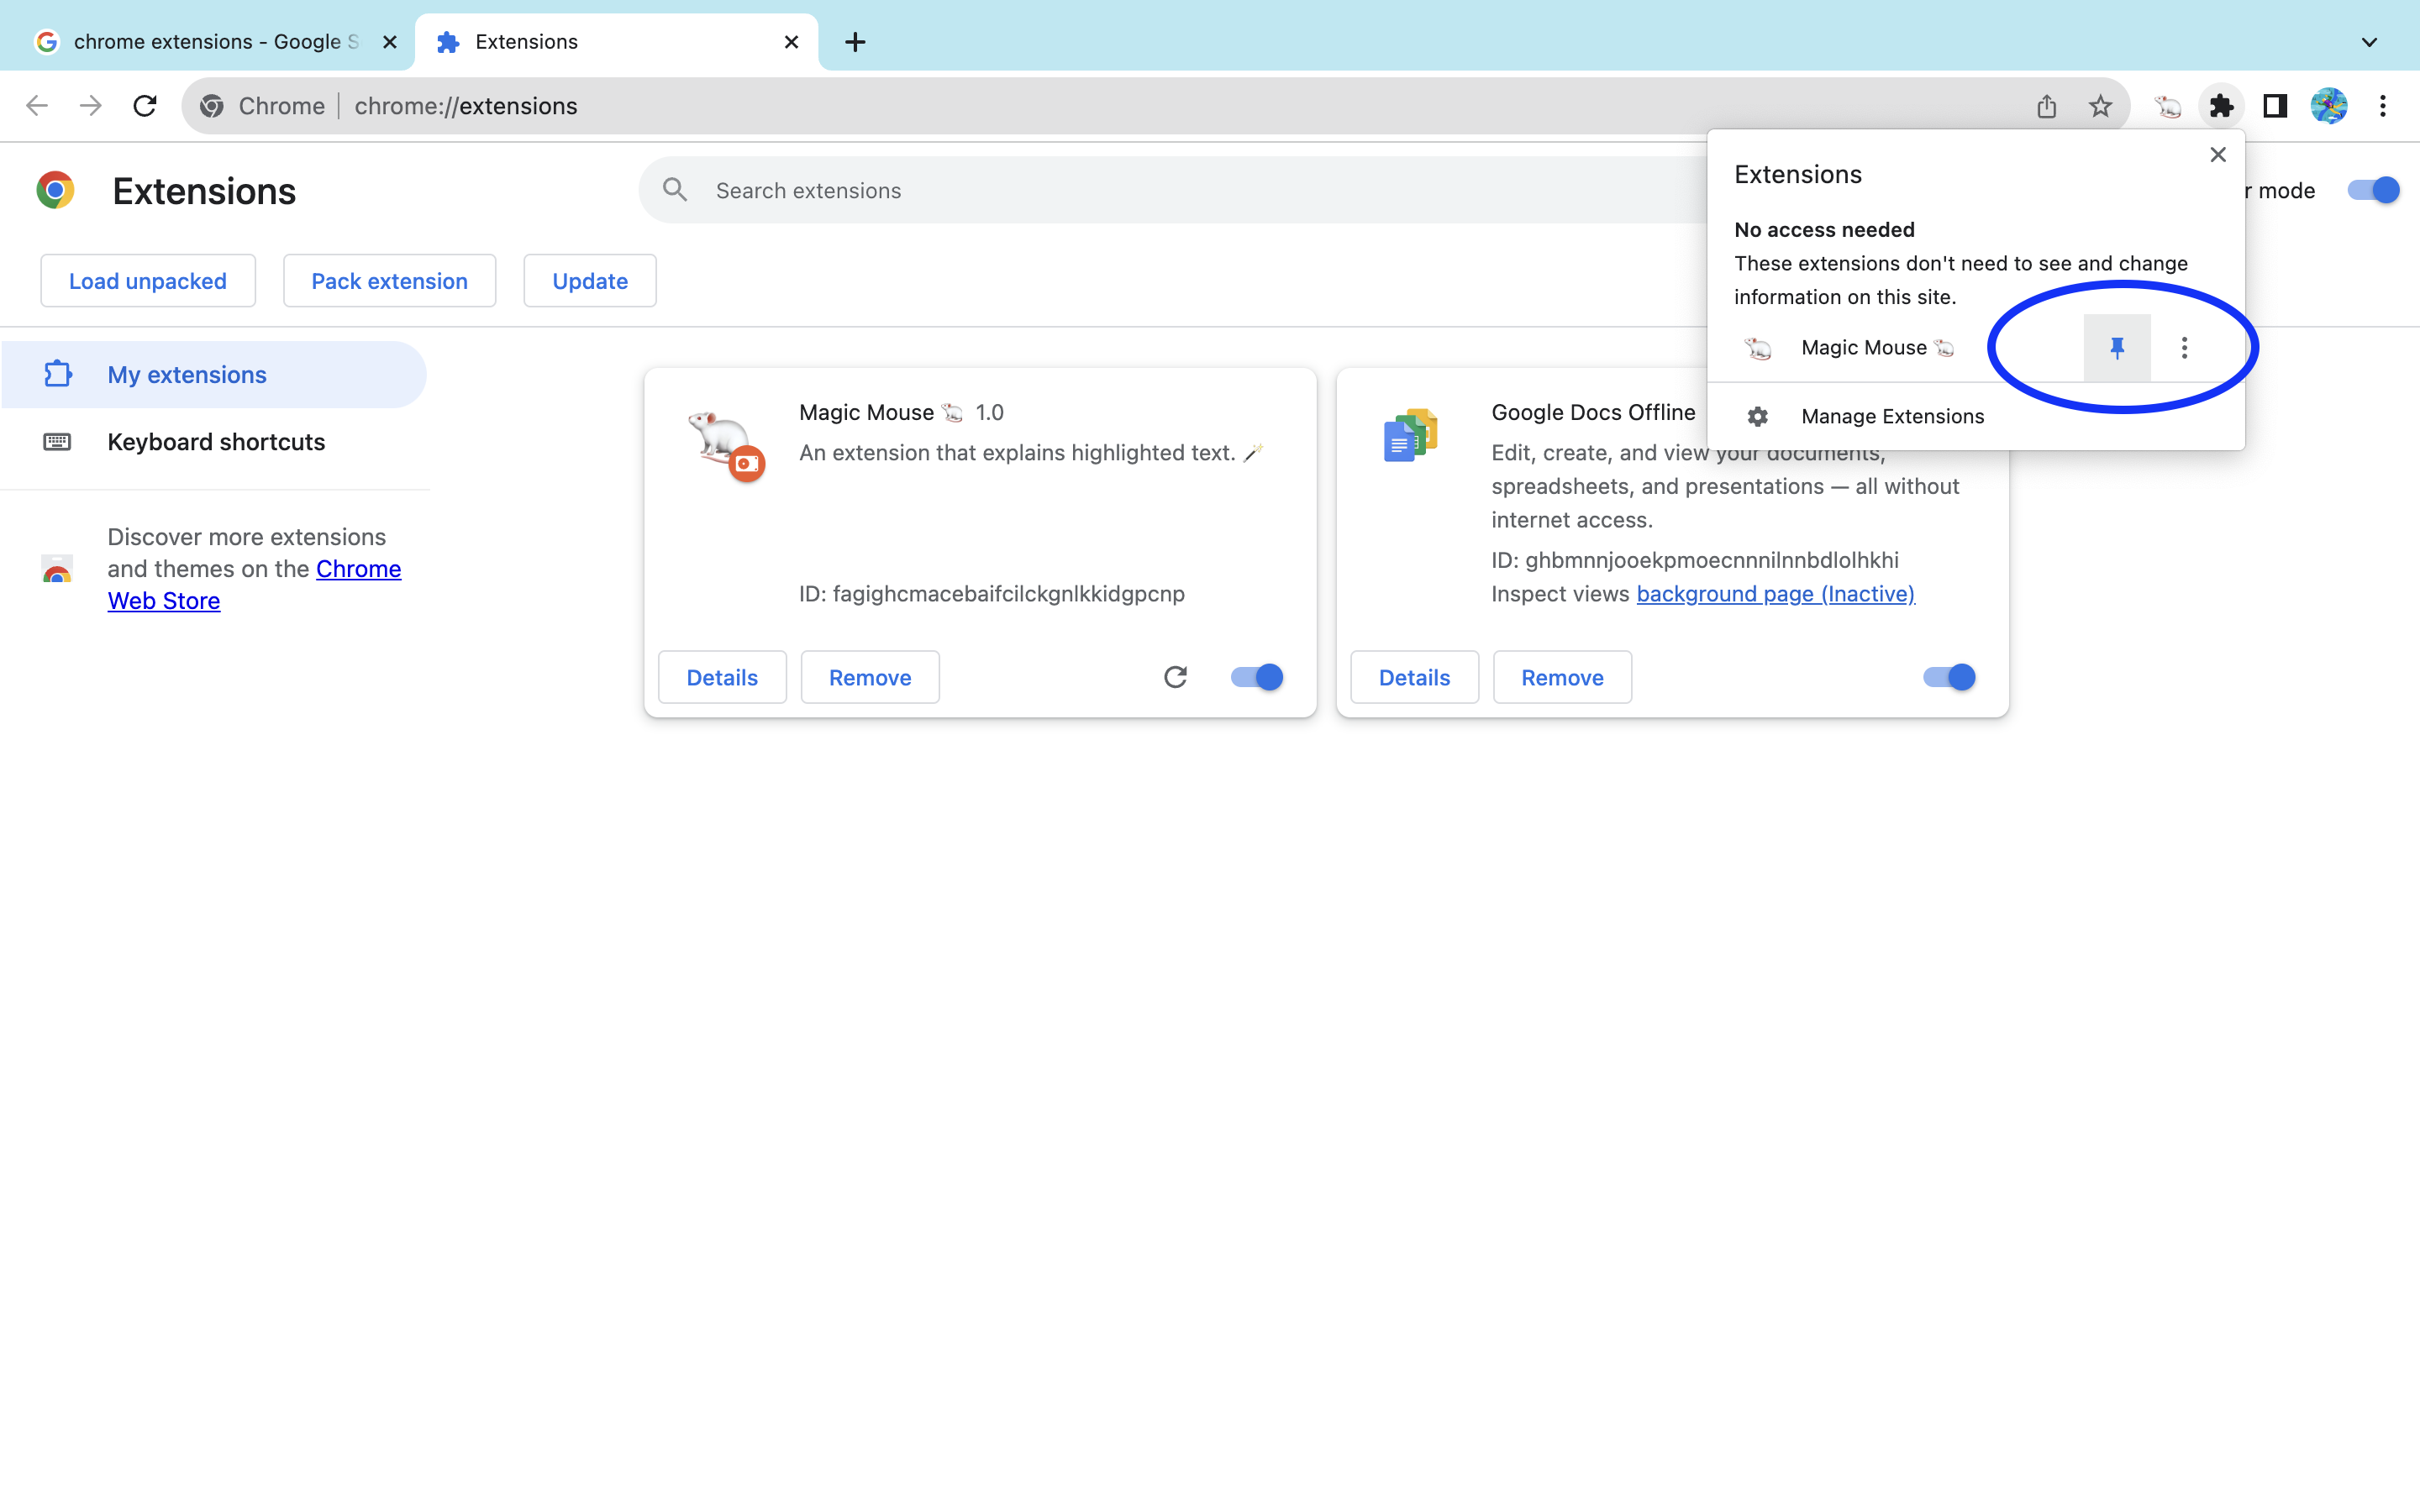 chrome extensions - Google S
Extensions
Chrome
chrome://extensions
Extensions
Search extensions
r mode
Load unpacked
Pack extension
Update
Extensions
No access needed
These extensions don't need to see and change
information on this site.
Magic Mouse 🐁
Manage Extensions
My extensions
Keyboard shortcuts
Discover more extensions
and themes on the Chrome
Web Store
Magic Mouse 🐁 1.0
An extension that explains highlighted text. 🪄
ID: fagighcmacebaifcilckgnlkkidgpcnp
Details
Remove
Google Docs Offline
Edit, create, and view your documents,
spreadsheets, and presentations — all without
internet access.
ID: ghbmnnjooekpmoecnnnilnnbdlolhkhi
Inspect views background page (Inactive)
Details
Remove